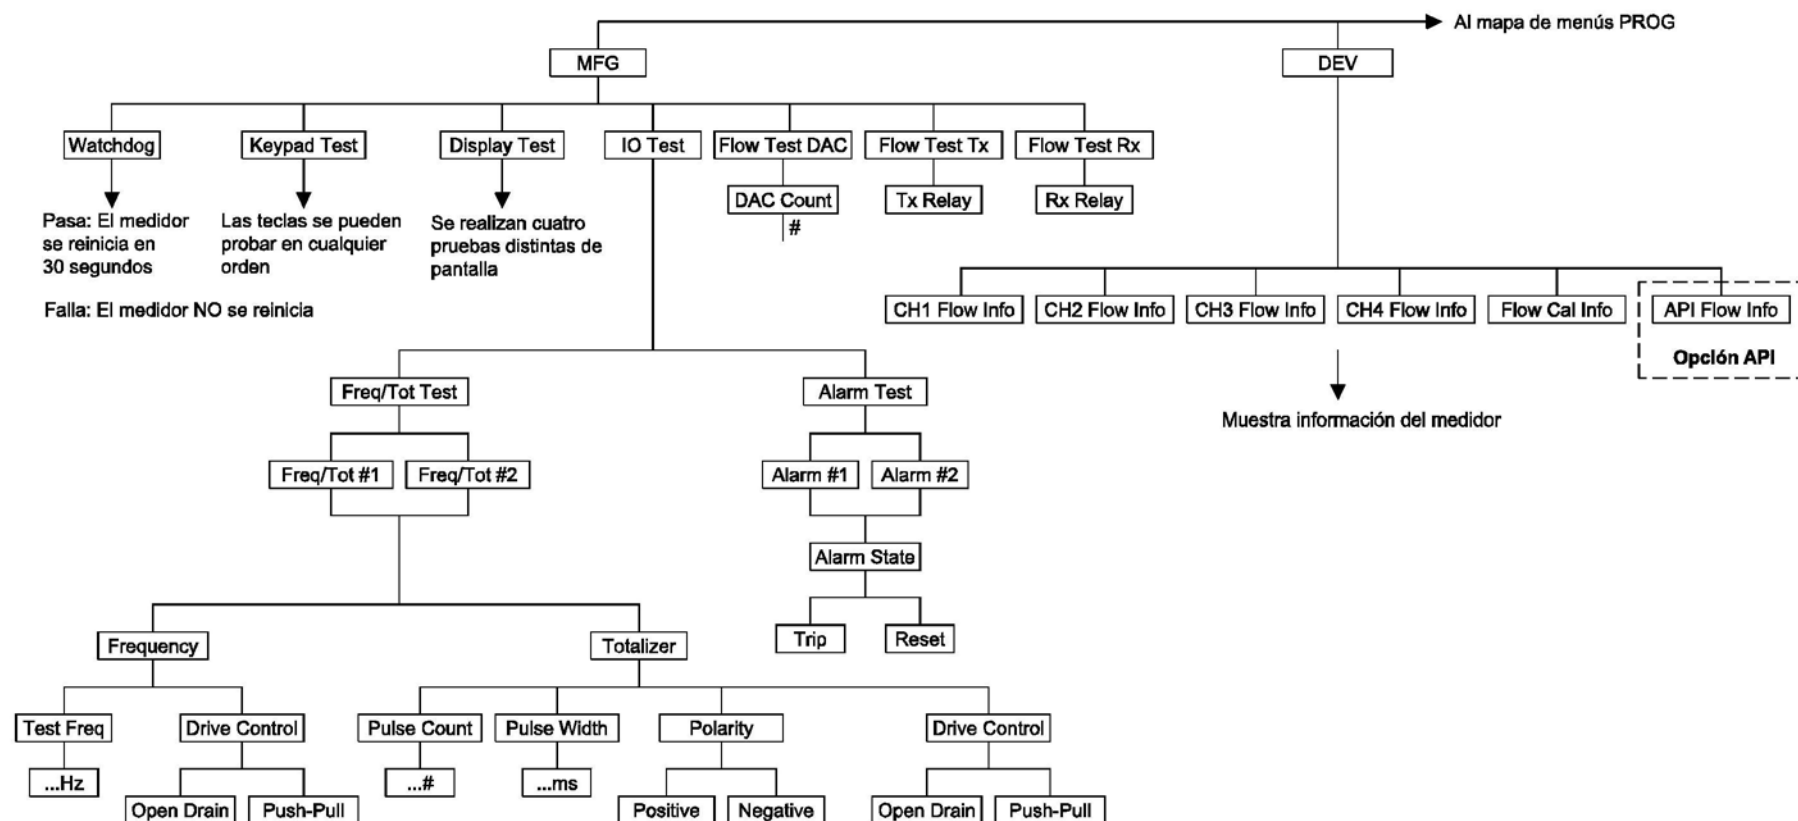 Al mapa de menús PROG
MFG
DEV
Watchdog
Keypad Test
Display Test
IO Test
Flow Test DAC
Flow Test Tx
Flow Test Rx
DAC Count
Tx Relay
Rx Relay
#
Pasa: El medidor
se reinicia en
30 segundos
Las teclas se pueden
probar en cualquier
orden
Se realizan cuatro
pruebas distintas de
pantalla
Falla: El medidor NO se reinicia
CH1 Flow Info
CH2 Flow Info
CH3 Flow Info
CH4 Flow Info
Flow Cal Info
API Flow Info
Opción API
Muestra información del medidor
Freq/Tot Test
Alarm Test
Freq/Tot #1
Freq/Tot #2
Alarm #1
Alarm #2
Alarm State
Trip
Reset
Frequency
Totalizer
Test Freq
Drive Control
Pulse Count
Pulse Width
Polarity
Drive Control
...Hz
...#
...ms
Open Drain
Push-Pull
Positive
Negative
Open Drain
Push-Pull